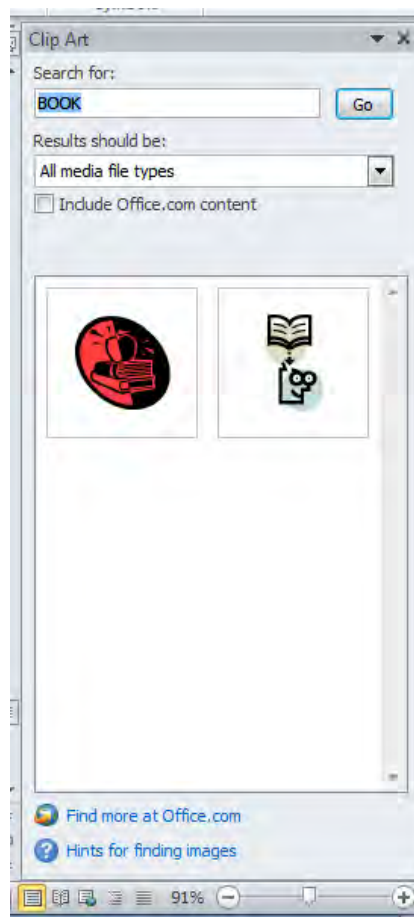 Clip Art
Search for:
BOOK
Go
Results should be:
All media file types
Include Office.com content
Find more at Office.com
Hints for finding images
91%